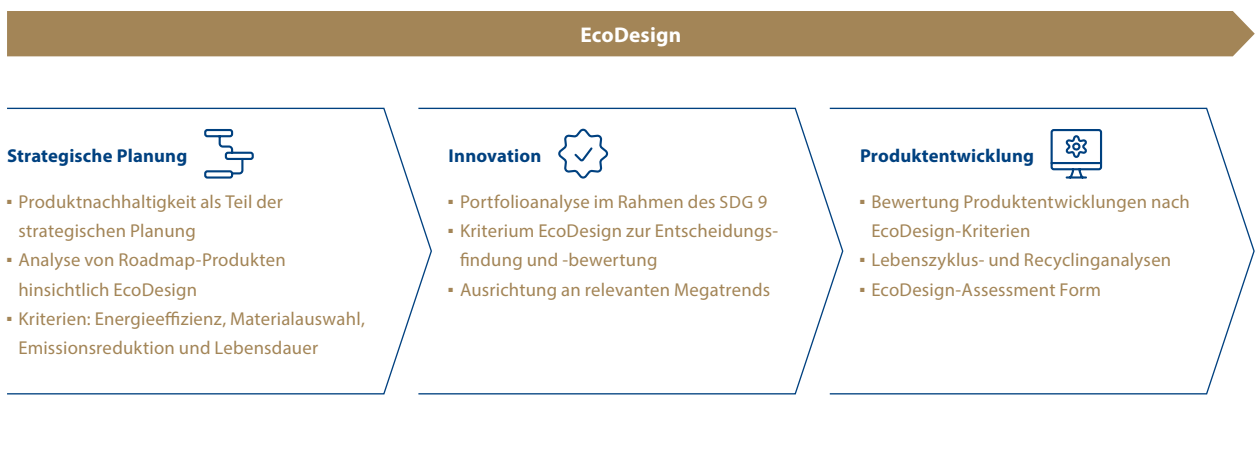 EcoDesign
Strategische Planung
▪ Produktnachhaltigkeit als Teil der
strategischen Planung
▪ Analyse von Roadmap-Produkten
hinsichtlich EcoDesign
▪ Kriterien: Energieeffizienz, Materialauswahl,
Emissionsreduktion und Lebensdauer
Innovation
▪ Portfolioanalyse im Rahmen des SDG 9
▪ Kriterium EcoDesign zur Entscheidungs-
findung und -bewertung
▪ Ausrichtung an relevanten Megatrends
Produktentwicklung
▪ Bewertung Produktentwicklungen nach
EcoDesign-Kriterien
▪ Lebenszyklus- und Recyclinganalysen
▪ EcoDesign-Assessment Form